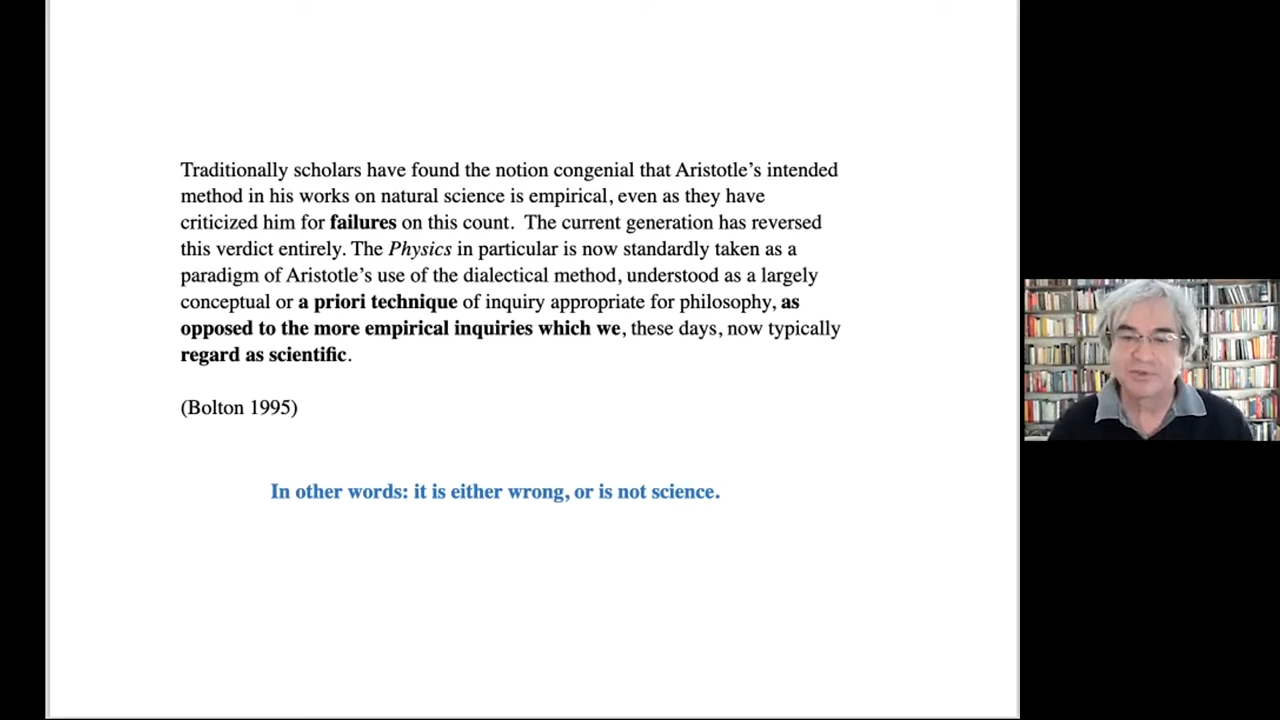 Traditionally scholars have found the notion congenial that Aristotle’s intended
method in his works on natural science is empirical, even as they have
criticized him for failures on this count.  The current generation has reversed
this verdict entirely. The Physics in particular is now standardly taken as a
paradigm of Aristotle’s use of the dialectical method, understood as a largely
conceptual or a priori technique of inquiry appropriate for philosophy, as
opposed to the more empirical inquiries which we, these days, now typically
regard as scientific.
(Bolton 1995)
In other words: it is either wrong, or is not science.